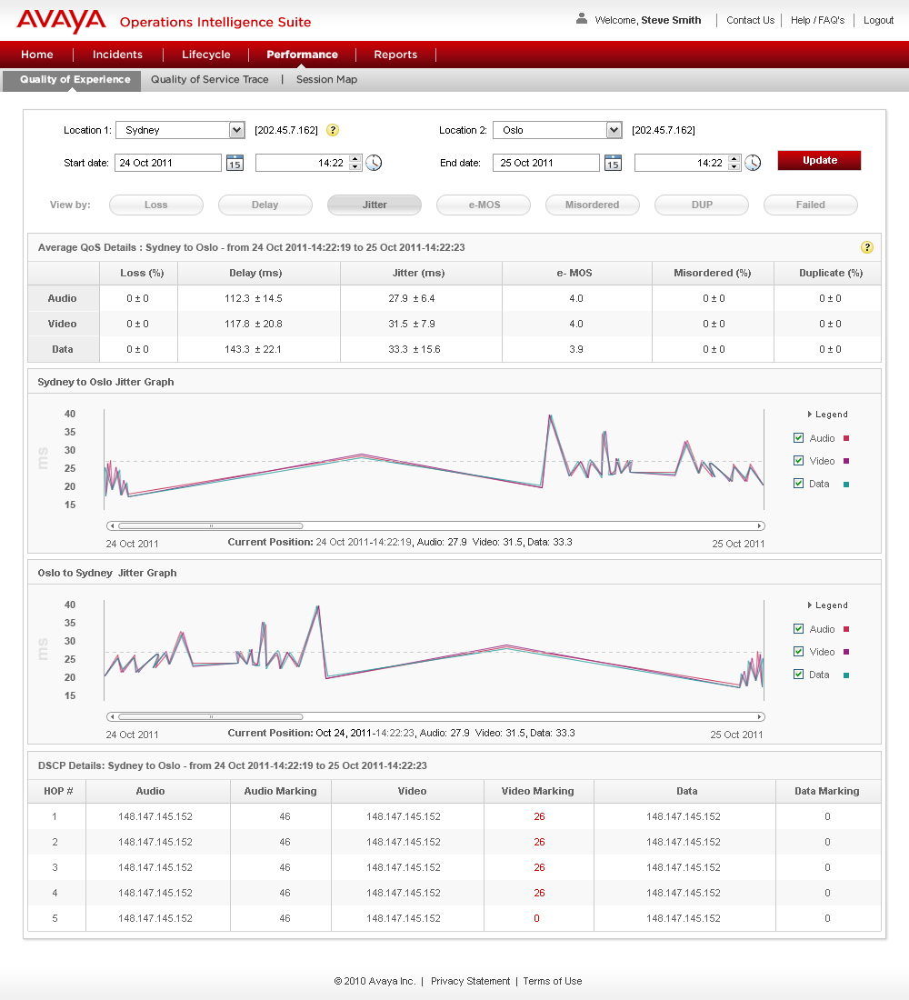 AVAYA Operations Intelligence Suite Welcome, Steve Smith Contact Us Help / FAQ's Logout
Home Incidents Lifecycle Performance Reports
Quality of Experience Quality of Service Trace | Session Map
Location 1: Sydney [202.45.7.162] ? Location 2: Oslo [202.45.7.162]
Start date: 24 Oct 2011 15 14:22 End date: 25 Oct 2011 15 14:22 Update
View by: Loss Delay Jitter e-MOS Misordered DUP Failed
Average QoS Details : Sydney to Oslo - from 24 Oct 2011-14:22:19 to 25 Oct 2011-14:22:23 ?
Loss (%) Delay (ms) Jitter (ms) e- MOS Misordered (%) Duplicate (%)
Audio 0 ± 0 112.3 ± 14.5 27.9 ± 6.4 4.0 0 ± 0 0 ± 0
Video 0 ± 0 117.8 ± 20.8 31.5 ± 7.9 4.0 0 ± 0 0 ± 0
Data 0 ± 0 143.3 ± 22.1 33.3 ± 15.6 3.9 0 ± 0 0 ± 0
Sydney to Oslo Jitter Graph
ms
40
35
30
25
20
15
Legend
Audio
Video
Data
24 Oct 2011 Current Position: 24 Oct 2011-14:22:19, Audio: 27.9 Video: 31.5, Data: 33.3 25 Oct 2011
Oslo to Sydney Jitter Graph
ms
40
35
30
25
20
15
Legend
Audio
Video
Data
24 Oct 2011 Current Position: Oct 24, 2011-14:22:23, Audio: 27.9 Video: 31.5, Data: 33.3 25 Oct 2011
DSCP Details: Sydney to Oslo - from 24 Oct 2011-14:22:19 to 25 Oct 2011-14:22:23
HOP # Audio Audio Marking Video Video Marking Data Data Marking
1 148.147.145.152 46 148.147.145.152 26 148.147.145.152 0
2 148.147.145.152 46 148.147.145.152 26 148.147.145.152 0
3 148.147.145.152 46 148.147.145.152 26 148.147.145.152 0
4 148.147.145.152 46 148.147.145.152 26 148.147.145.152 0
5 148.147.145.152 46 148.147.145.152 0 148.147.145.152 0
© 2010 Avaya Inc. | Privacy Statement | Terms of Use